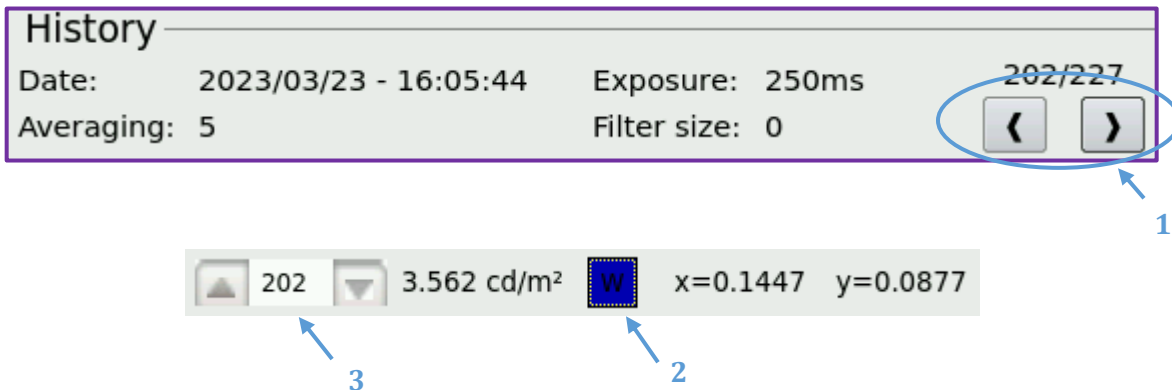 History
Date: 2023/03/23 - 16:05:44 Exposure: 250ms 202/227
Averaging: 5 Filter size: 0 ❰ ❱
1
202 3.562 cd/m² W x=0.1447 y=0.0877
3 2